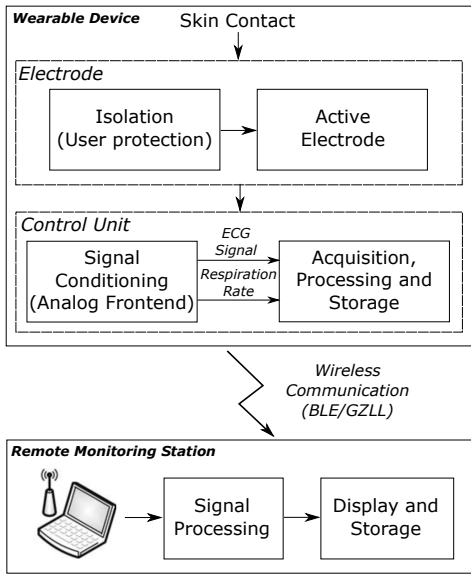 Wearable Device
Skin Contact
Electrode
Isolation
(User protection)
Active
Electrode
Control Unit
Signal
Conditioning
(Analog Frontend)
ECG
Signal
Respiration
Rate
Acquisition,
Processing and
Storage
Wireless
Communication
(BLE/GZLL)
Remote Monitoring Station
Signal
Processing
Display and
Storage